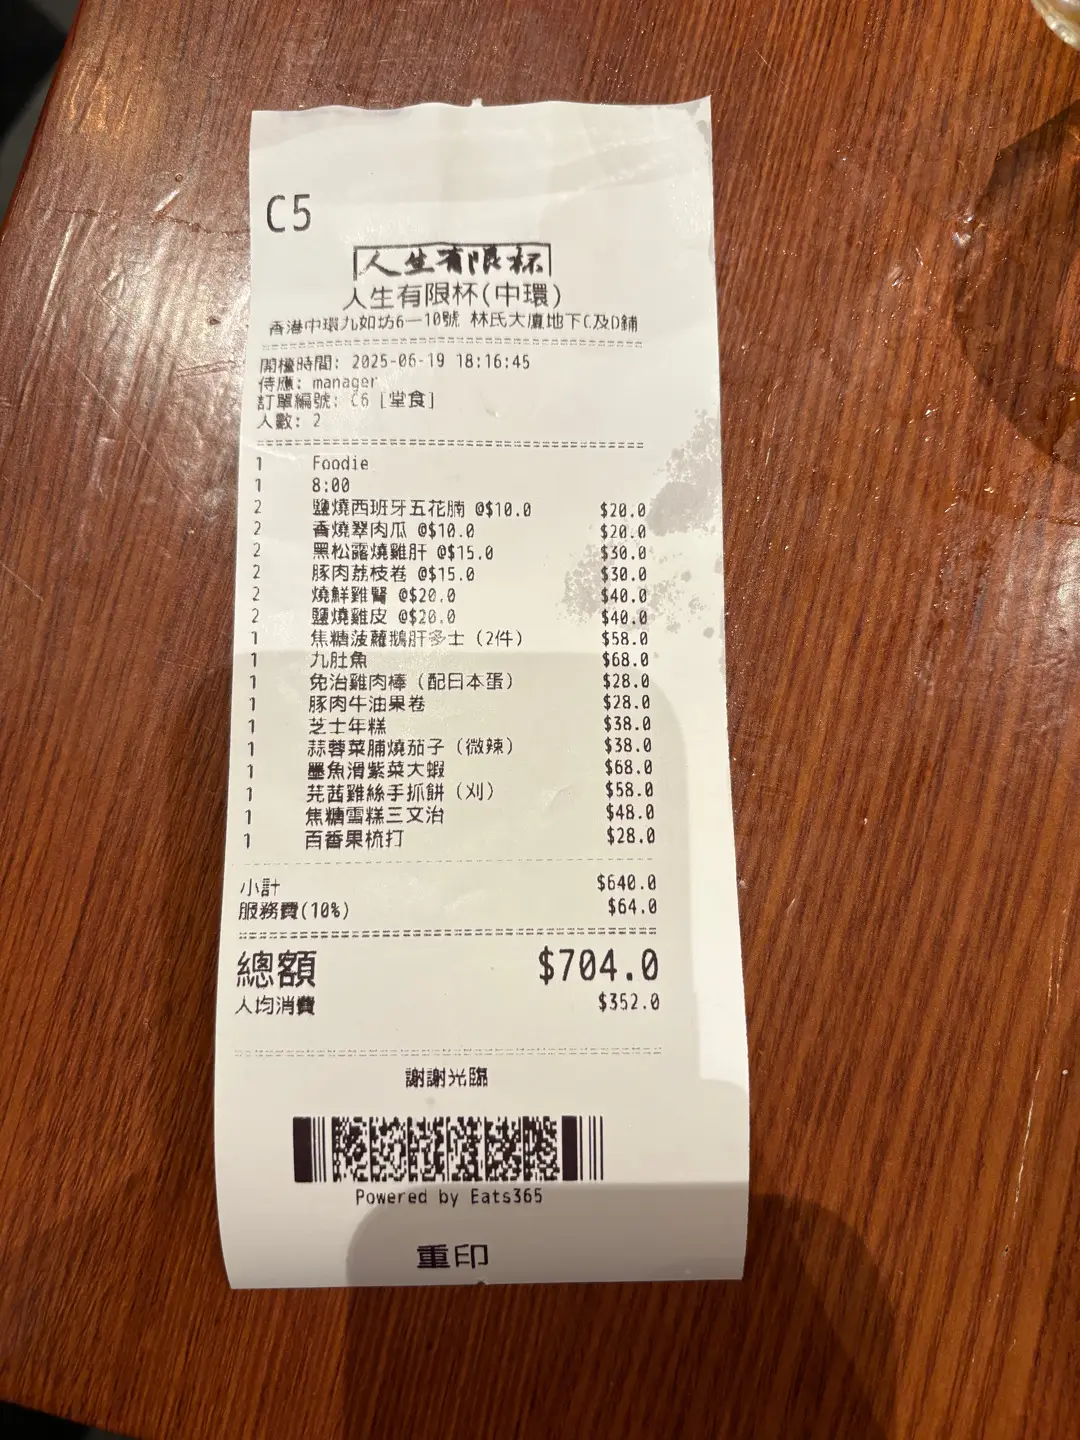 C5
人生有限杯
人生有限杯(中環)
香港中環九如坊6-10號 林氏大廈地下C及D鋪
開檯時間: 2025-06-19 18:16:45
侍應: manager
訂單編號: C6 [堂食]
人數: 2
1 Foodie
1 8:00
2 鹽燒西班牙五花腩 @$10.0 $20.0
2 香燒翠肉瓜 @$10.0 $20.0
2 黑松露燒雞肝 @$15.0 $30.0
2 豚肉荔枝卷 @$15.0 $30.0
2 燒鮮雞腎 @$20.0 $40.0
2 鹽燒雞皮 @$20.0 $40.0
1 焦糖菠蘿鵝肝多士 (2件) $58.0
1 九肚魚 $68.0
1 免治雞肉棒 (配日本蛋) $28.0
1 豚肉牛油果卷 $28.0
1 芝士年糕 $38.0
1 蒜蓉菜脯燒茄子 (微辣) $38.0
1 墨魚滑紫菜大蝦 $68.0
1 芫茜雞絲手抓餅 (刈) $58.0
1 焦糖雪糕三文治 $48.0
1 百香果梳打 $28.0
小計 $640.0
服務費(10%) $64.0
總額 $704.0
人均消費 $352.0
謝謝光臨
Powered by Eats365
重印